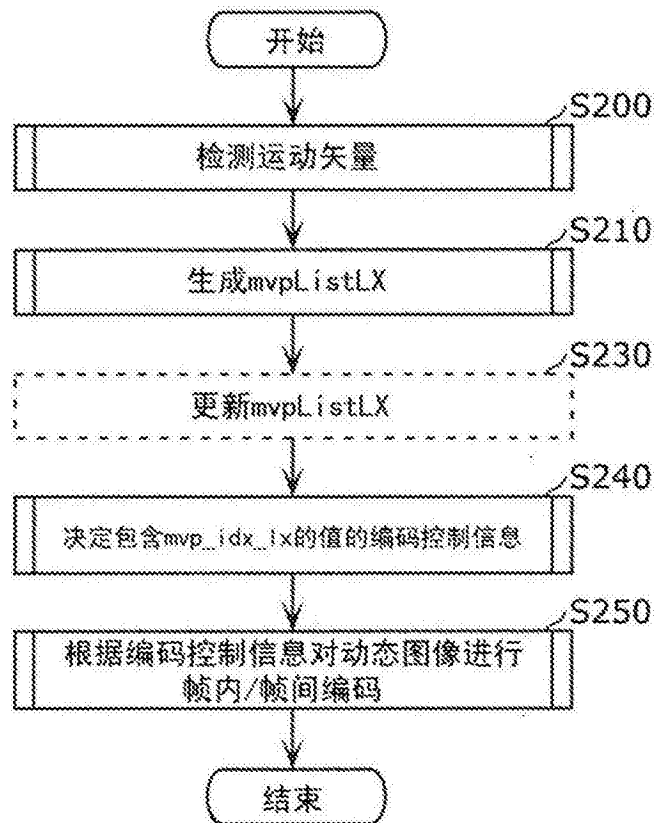 开始
S200
检测运动矢量
S210
生成mvpListLX
S230
更新mvpListLX
S240
决定包含mvp_idx_lx的值的编码控制信息
S250
根据编码控制信息对动态图像进行
帧内/帧间编码
结束